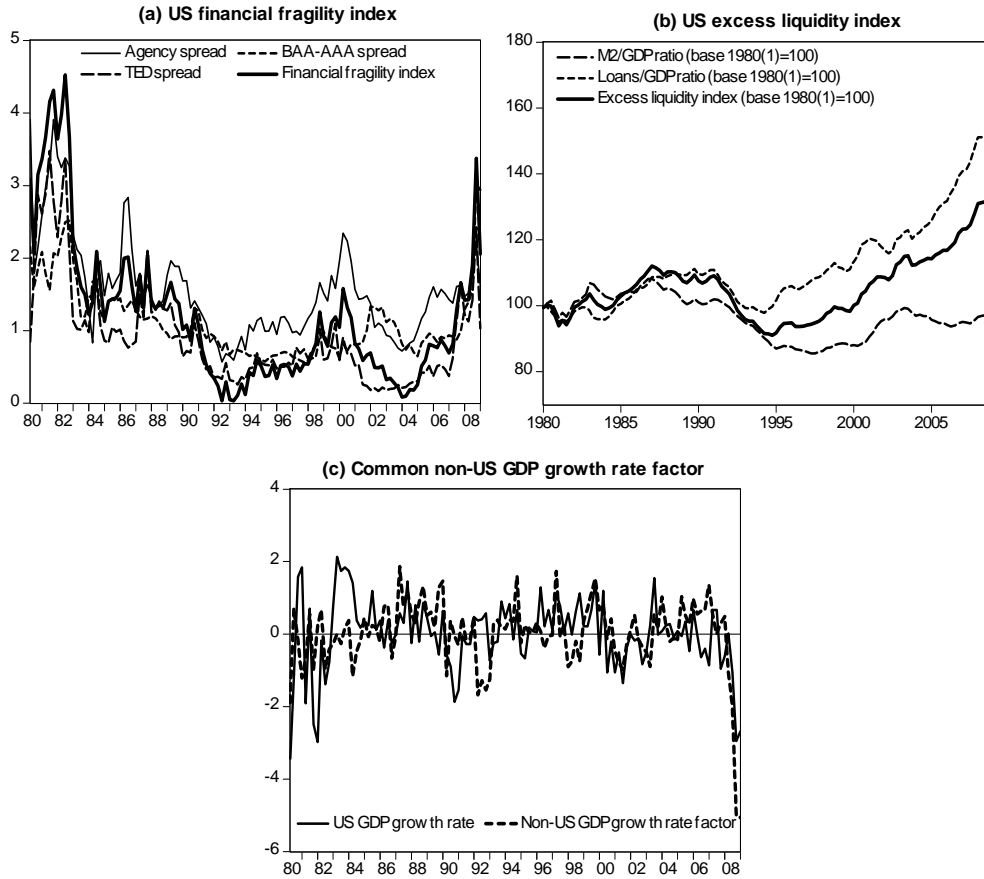 (a) US financial fragility index
5
4
3
2
1
0
Agency spread
BAA-AAA spread
TED spread
Financial fragility index
80 82 84 86 88 90 92 94 96 98 00 02 04 06 08
(b) US excess liquidity index
180
160
140
120
100
80
M2/GDP ratio (base 1980(1)=100)
Loans/GDP ratio (base 1980(1)=100)
Excess liquidity index (base 1980(1)=100)
1980 1985 1990 1995 2000 2005
(c) Common non-US GDP growth rate factor
4
2
0
-2
-4
-6
US GDP growth rate
Non-US GDP growth rate factor
80 82 84 86 88 90 92 94 96 98 00 02 04 06 08